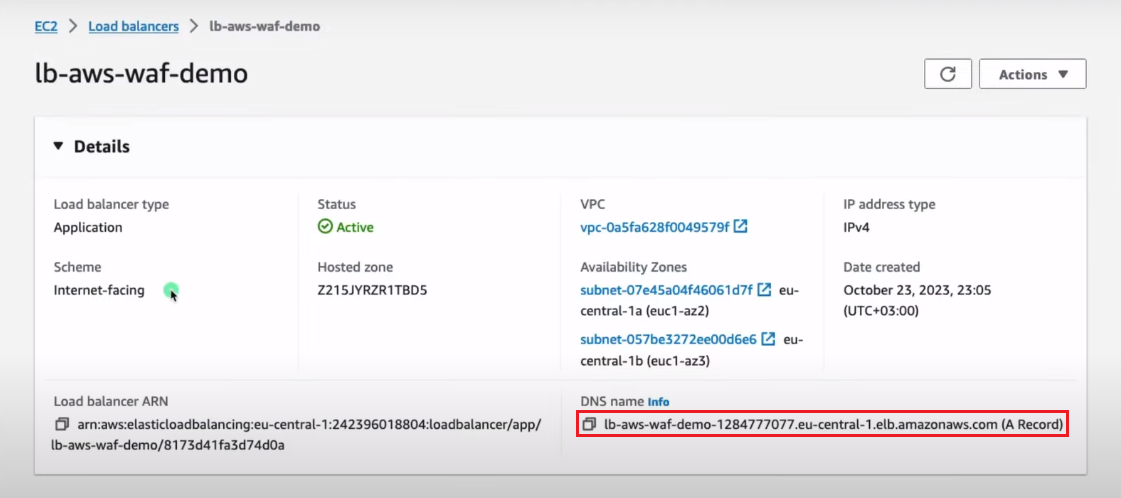 EC2 > Load balancers > lb-aws-waf-demo
lb-aws-waf-demo
Actions
Details
Load balancer type
Application
Status
Active
VPC
vpc-0a5fa628f0049579f
IP address type
IPv4
Scheme
Internet-facing
Hosted zone
Z215JYRZR1TBD5
Availability Zones
subnet-07e45a04f46061d7f eu-
central-1a (euc1-az2)
subnet-057be3272ee00d6e6 eu-
central-1b (euc1-az3)
Date created
October 23, 2023, 23:05
(UTC+03:00)
Load balancer ARN
arn:aws:elasticloadbalancing:eu-central-1:242396018804:loadbalancer/app/
lb-aws-waf-demo/8173d41fa3d74d0a
DNS name Info
lb-aws-waf-demo-1284777077.eu-central-1.elb.amazonaws.com (A Record)